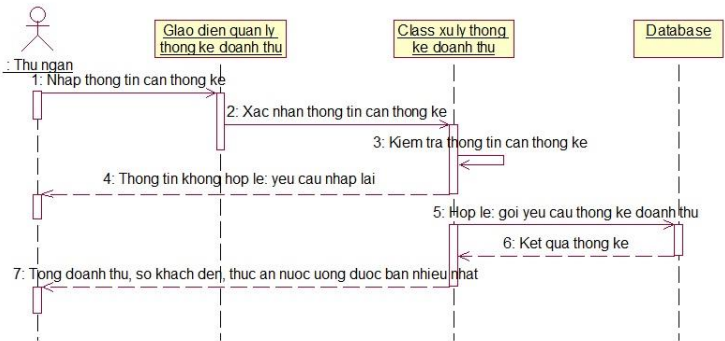 GIao dien quan ly
thong ke doanh thu
Class xu ly thong
ke doanh thu
Database
: Thu ngan
1: Nhap thong tin can thong ke
2: Xac nhan thong tin can thong ke
3: Kiem tra thong tin can thong ke
4: Thong tin khong hop le: yeu cau nhap lai
5: Hop le: goi yeu cau thong ke doanh thu
6: Ket qua thong ke
7: Tong doanh thu, so khach den, thuc an nuoc uong duoc ban nhieu nhat